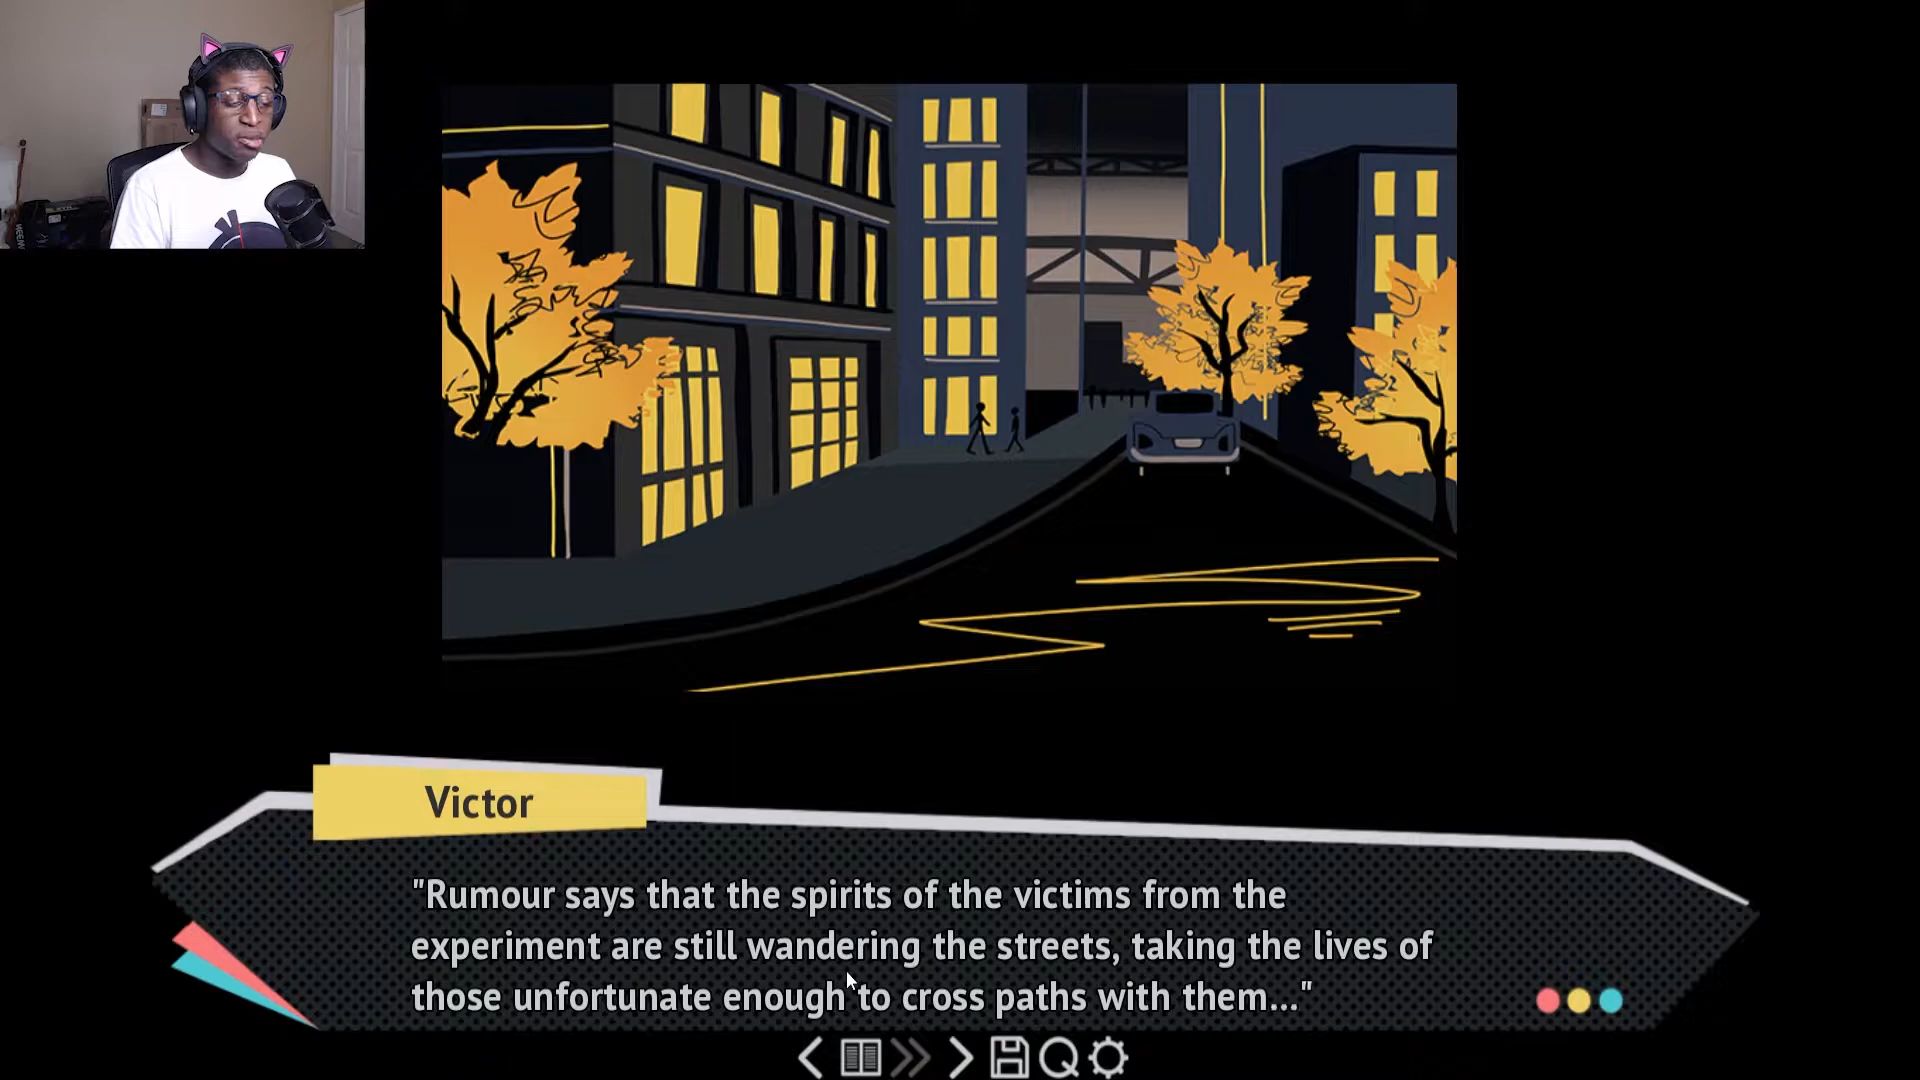 Victor
"Rumour says that the spirits of the victims from the
experiment are still wandering the streets, taking the lives of
those unfortunate enough to cross paths with them..."